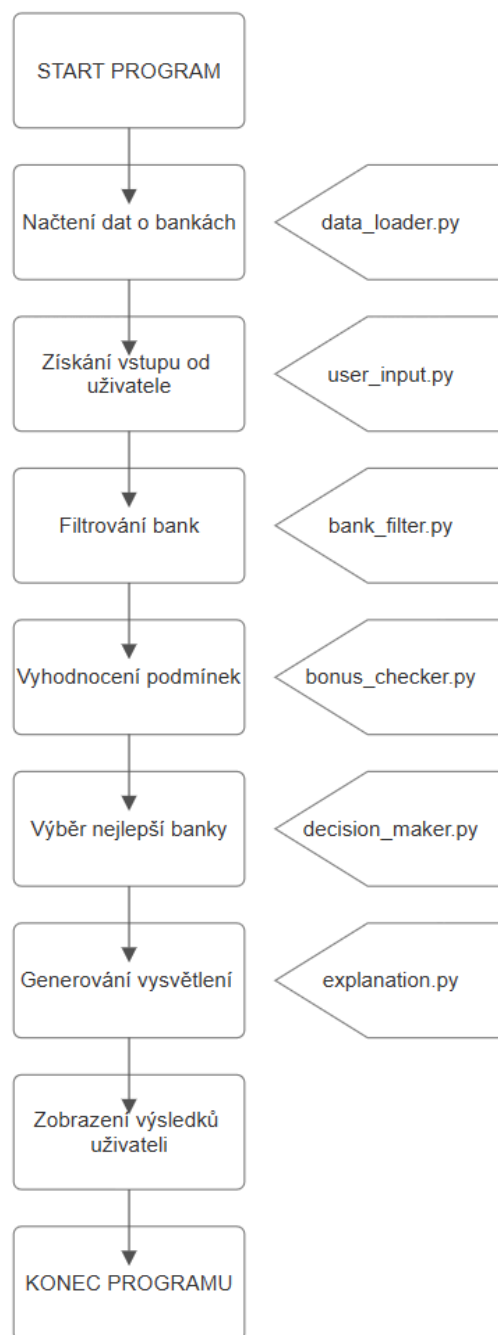 START PROGRAM
Načtení dat o bankách
data_loader.py
Získání vstupu od
uživatele
user_input.py
Filtrování bank
bank_filter.py
Vyhodnocení podmínek
bonus_checker.py
Výběr nejlepší banky
decision_maker.py
Generování vysvětlení
explanation.py
Zobrazení výsledků
uživateli
KONEC PROGRAMU